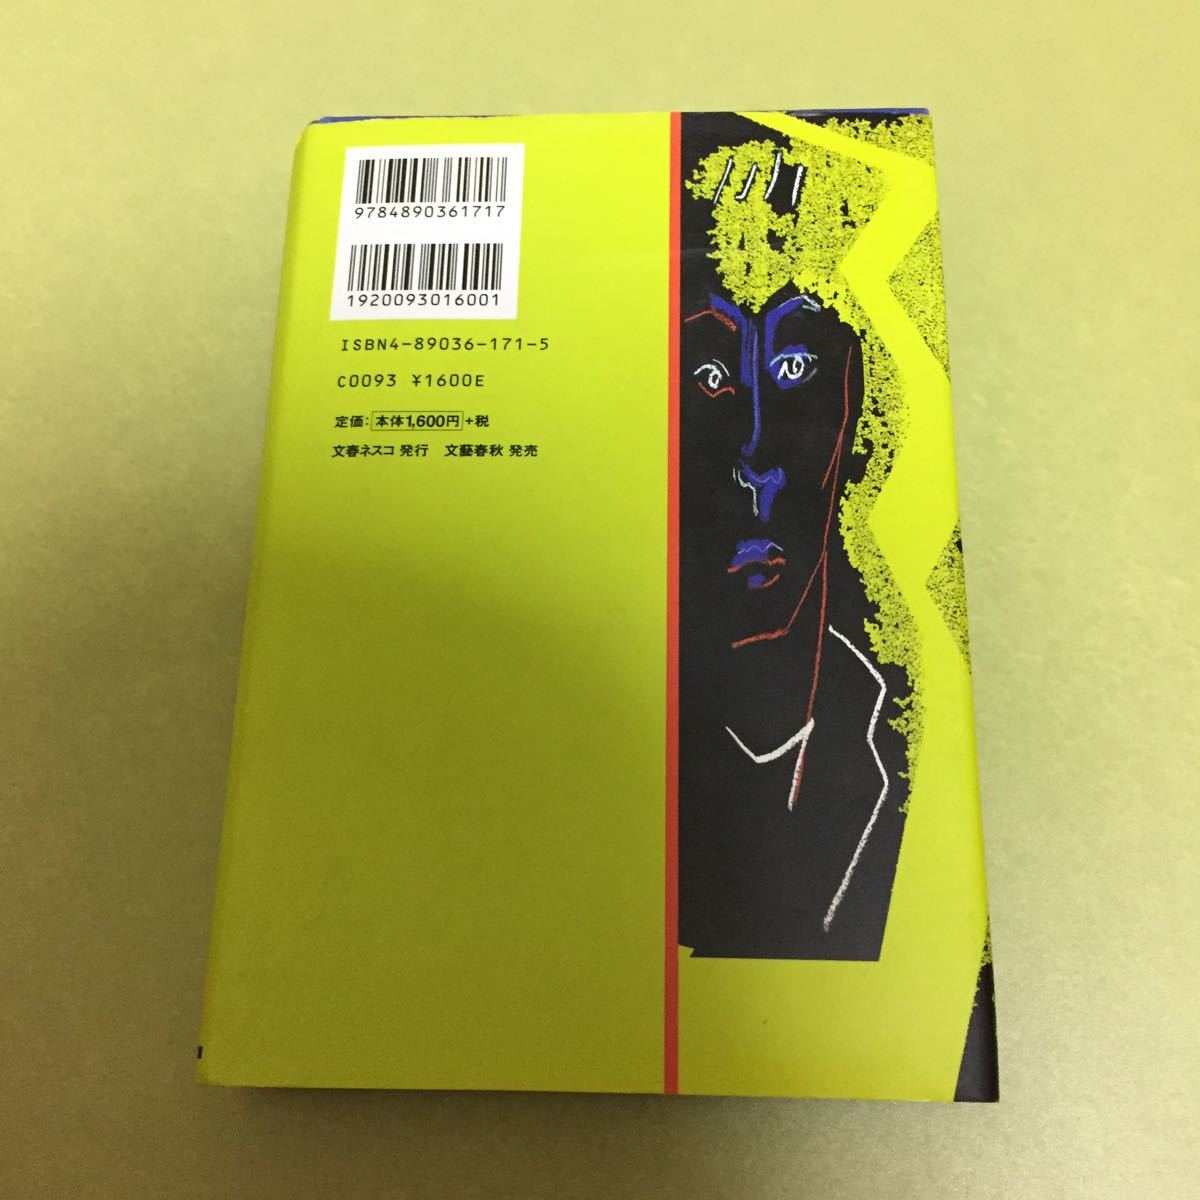 9784890361717
1920093016001
ISBN4-89036-171-5
C0093 ¥1600E
定価: 本体1,600円 +税
文春ネスコ 発行 文藝春秋 発売